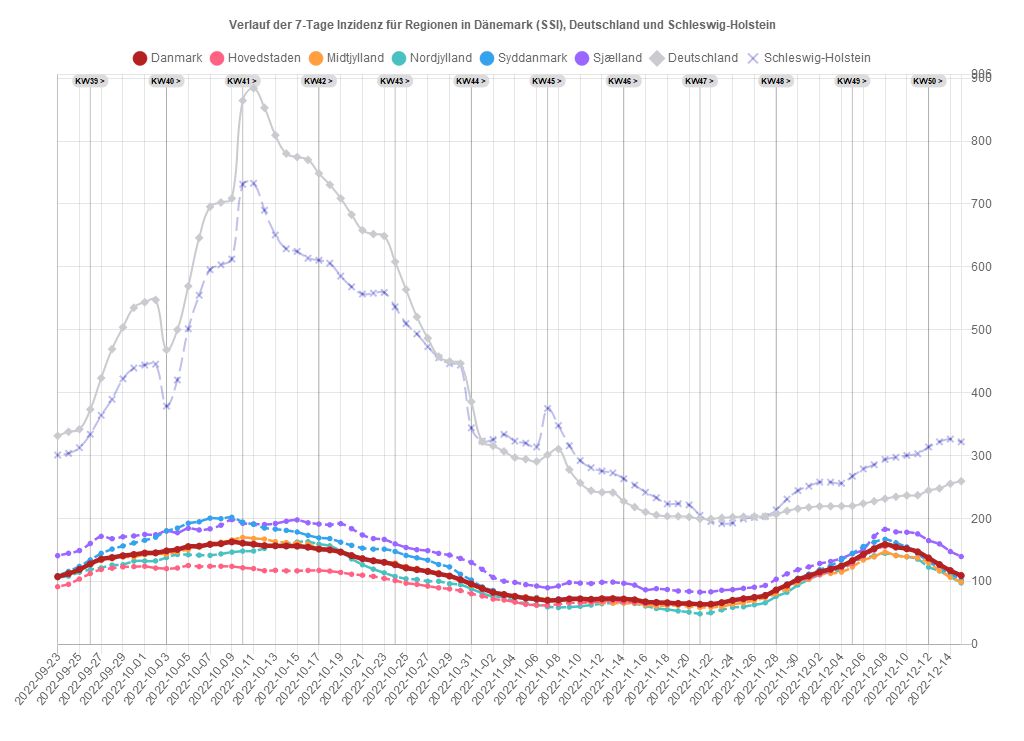 Verlauf der 7-Tage Inzidenz für Regionen in Dänemark (SSI), Deutschland und Schleswig-Holstein
Danmark Hovedstaden Midtjylland Nordjylland Syddanmark Sjælland Deutschland Schleswig-Holstein
KW39 > KW40 > KW41 > KW42 > KW43 > KW44 > KW45 > KW46 > KW47 > KW48 > KW49 > KW50 >
906
900
800
700
600
500
400
300
200
100
0
2022-09-23 2022-09-25 2022-09-27 2022-09-29 2022-10-01 2022-10-03 2022-10-05 2022-10-07 2022-10-09 2022-10-11 2022-10-13 2022-10-15 2022-10-17 2022-10-19 2022-10-21 2022-10-23 2022-10-25 2022-10-27 2022-10-29 2022-10-31 2022-11-02 2022-11-04 2022-11-06 2022-11-08 2022-11-10 2022-11-12 2022-11-14 2022-11-16 2022-11-18 2022-11-20 2022-11-22 2022-11-24 2022-11-26 2022-11-28 2022-11-30 2022-12-02 2022-12-04 2022-12-06 2022-12-08 2022-12-10 2022-12-12 2022-12-14